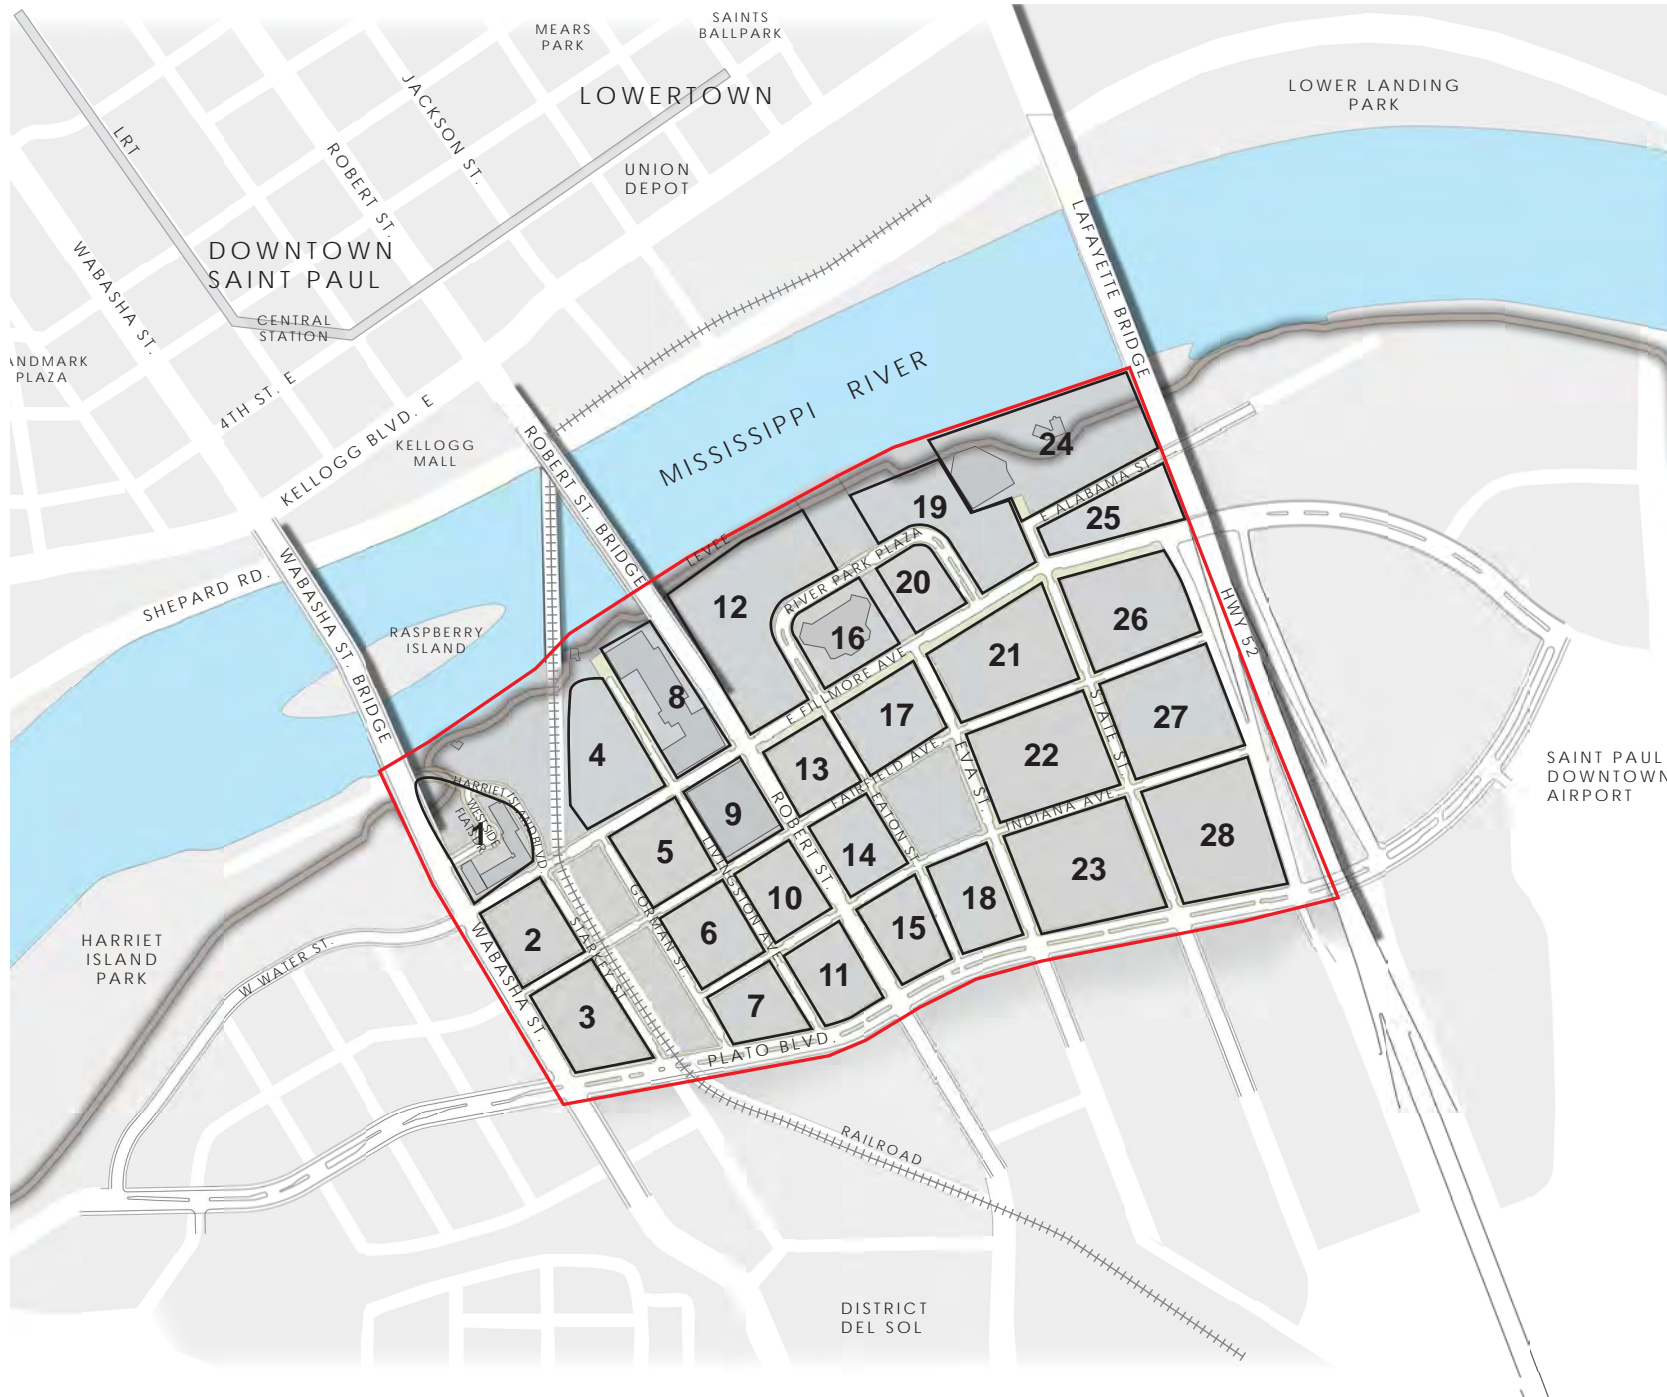 SAINTS
BALLPARK
MEARS
PARK
LOWERTOWN
JACKSON ST.
LRT
ROBERT ST.
UNION
DEPOT
LOWER LANDING
PARK
DOWNTOWN
SAINT PAUL
WABASHA ST.
CENTRAL
STATION
ANDMARK
PLAZA
4TH ST. E
KELLOGG BLVD. E
KELLOGG
MALL
LAFAYETTE BRIDGE
MISSISSIPPI RIVER
ROBERT ST. BRIDGE
SHEPARD RD.
WABASHA ST. BRIDGE
RASPBERRY
ISLAND
LEVEE
24
E ALABAMA ST.
19
25
RIVER PARK PLAZA
20
12
16
26
HWY 52
21
E FILLMORE AVE.
8
17
27
STATE ST.
4
22
EVA ST.
13
FAIRFIELD AVE.
SAINT PAUL
DOWNTOWN
AIRPORT
HARRIET ISLAND BLVD.
WEST SIDE
FLATS DR.
1
9
ROBERT ST.
EATON ST.
INDIANA AVE.
28
5
LIVINGSTON AV.
14
23
10
18
GORMAN ST.
6
15
2
STARKEY ST.
WABASHA ST.
HARRIET
ISLAND
PARK
W WATER ST.
11
7
3
PLATO BLVD.
RAILROAD
DISTRICT
DEL SOL